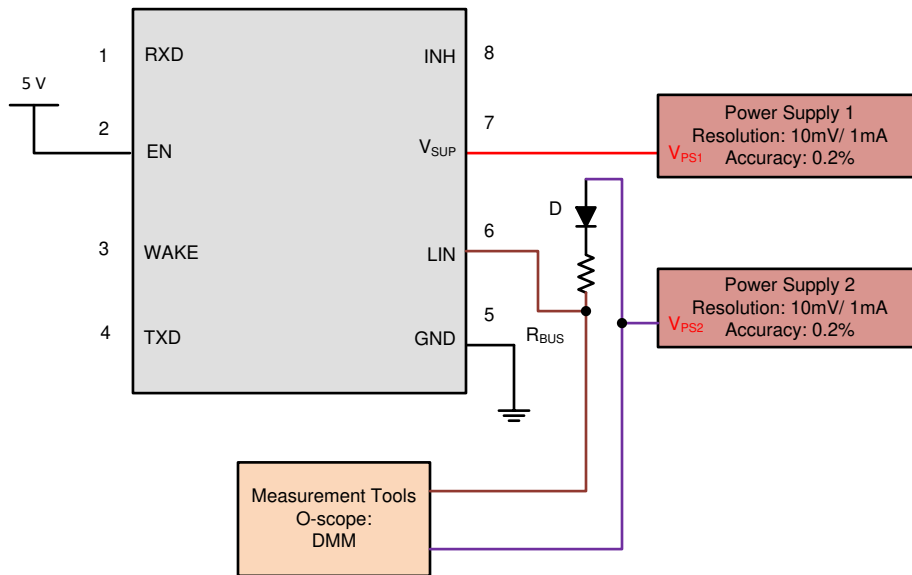 1
RXD
INH
8
5 V
2
EN
7
VSUP
Power Supply 1
Resolution: 10mV/ 1mA
VPS1
Accuracy: 0.2%
D
3
WAKE
6
LIN
Power Supply 2
Resolution: 10mV/ 1mA
VPS2
Accuracy: 0.2%
4
TXD
5
GND
RBUS
Measurement Tools
O-scope:
DMM